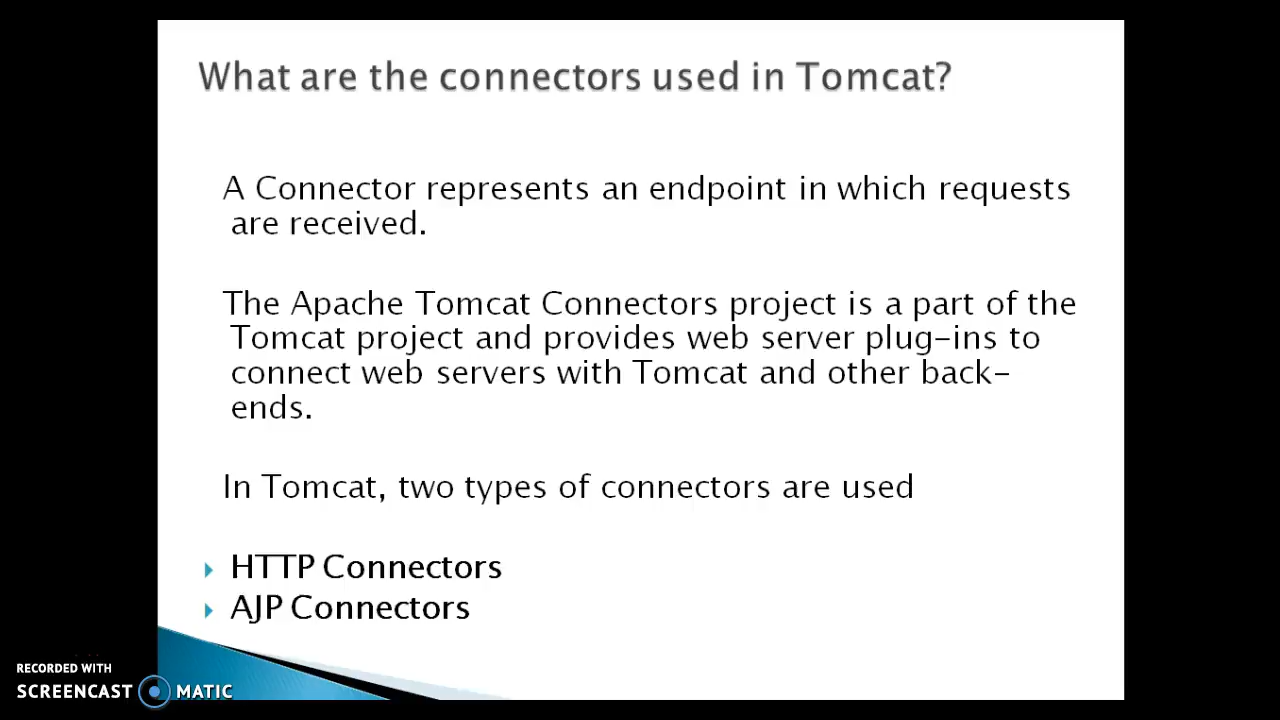 What are the connectors used in Tomcat?
A Connector represents an endpoint in which requests
are received.
The Apache Tomcat Connectors project is a part of the
Tomcat project and provides web server plug-ins to
connect web servers with Tomcat and other back-
ends.
In Tomcat, two types of connectors are used
HTTP Connectors
AJP Connectors
RECORDED WITH
SCREENCAST MATIC